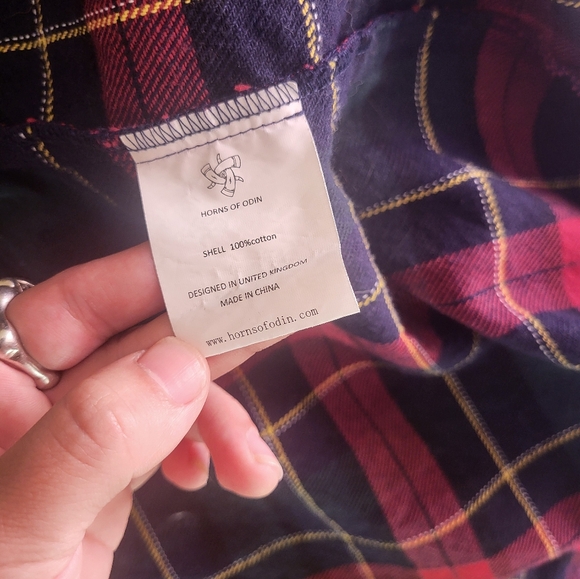 HORNS OF ODIN
SHELL 100%cotton
DESIGNED IN UNITED KINGDOM
MADE IN CHINA
www.hornsofodin.com